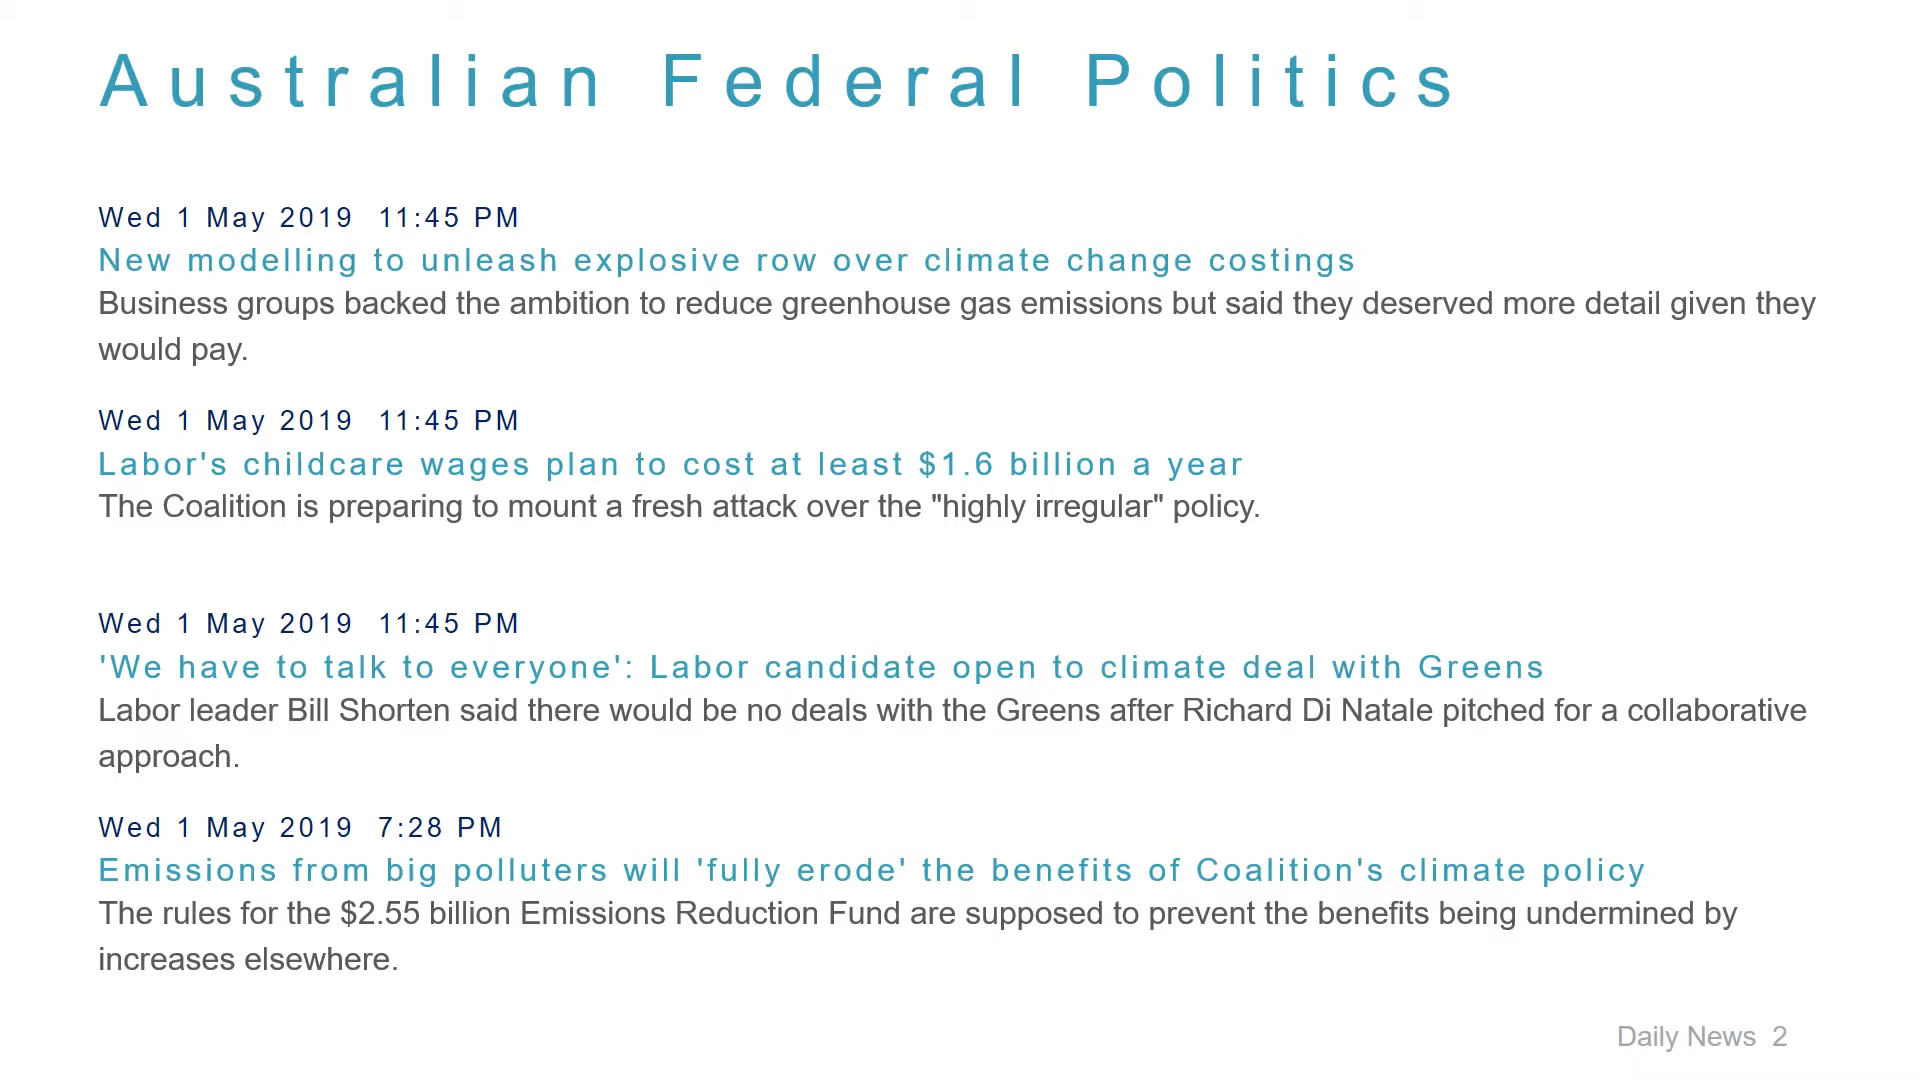 Australian Federal Politics
Wed 1 May 2019  11:45 PM
New modelling to unleash explosive row over climate change costings
Business groups backed the ambition to reduce greenhouse gas emissions but said they deserved more detail given they
would pay.
Wed 1 May 2019  11:45 PM
Labor's childcare wages plan to cost at least $1.6 billion a year
The Coalition is preparing to mount a fresh attack over the "highly irregular" policy.
Wed 1 May 2019  11:45 PM
'We have to talk to everyone': Labor candidate open to climate deal with Greens
Labor leader Bill Shorten said there would be no deals with the Greens after Richard Di Natale pitched for a collaborative
approach.
Wed 1 May 2019  7:28 PM
Emissions from big polluters will 'fully erode' the benefits of Coalition's climate policy
The rules for the $2.55 billion Emissions Reduction Fund are supposed to prevent the benefits being undermined by
increases elsewhere.
Daily News  2